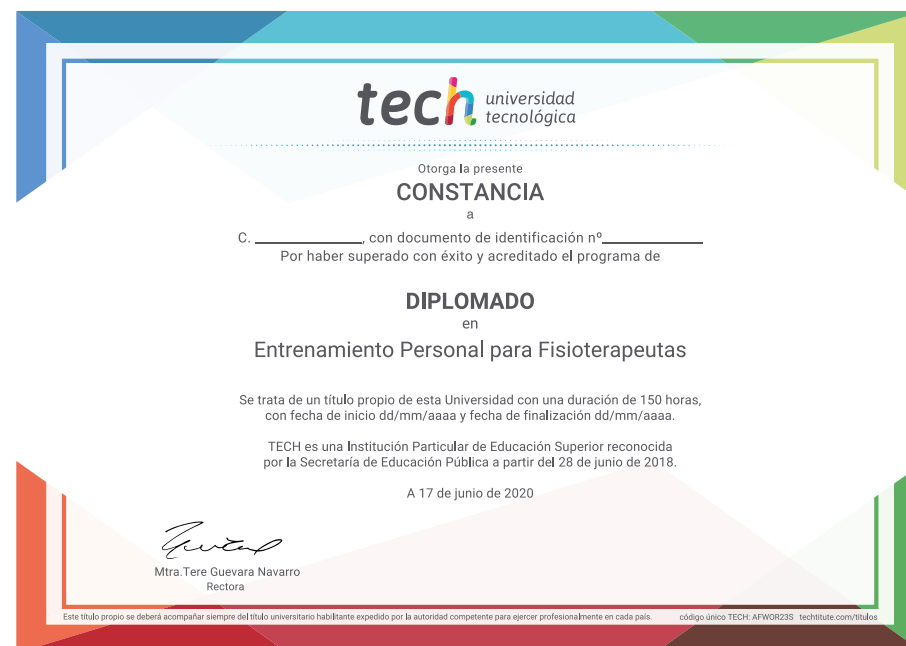 tech universidad
tecnológica
Otorga la presente
CONSTANCIA
a
C. ________________, con documento de identificación nº_______________
Por haber superado con éxito y acreditado el programa de
DIPLOMADO
en
Entrenamiento Personal para Fisioterapeutas
Se trata de un título propio de esta Universidad con una duración de 150 horas,
con fecha de inicio dd/mm/aaaa y fecha de finalización dd/mm/aaaa.
TECH es una Institución Particular de Educación Superior reconocida
por la Secretaría de Educación Pública a partir del 28 de junio de 2018.
A 17 de junio de 2020
Mtra.Tere Guevara Navarro
Rectora
Este título propio se deberá acompañar siempre del título universitario habilitante expedido por la autoridad competente para ejercer profesionalmente en cada país. código único TECH: AFWOR23S techtitute.com/titulos